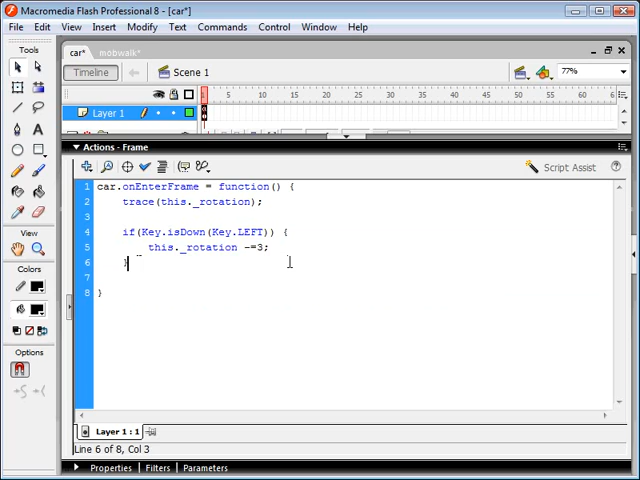 Macromedia Flash Professional 8 - [car*]
File Edit View Insert Modify Text Commands Control Window Help
Tools
View
Colors
Options
car* mobwalk*
Timeline Scene 1 77%
1 5 10 15 20 25 30 35 40 45 50 55 60 65
Layer 1
Actions - Frame
Script Assist
1 car.onEnterFrame = function() {
2 trace(this._rotation);
3
4 if(Key.isDown(Key.LEFT)) {
5 this._rotation -=3;
6 }
7
8 }
Layer 1 : 1
Line 6 of 8, Col 3
Properties Filters Parameters